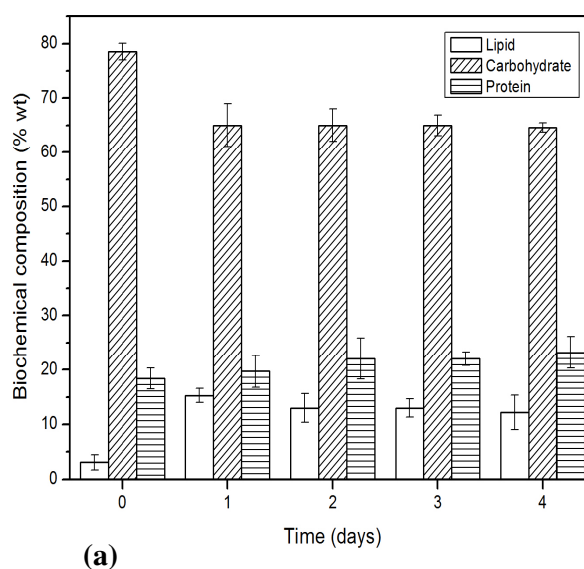 80
70
60
50
40
30
20
10
0
Biochemical composition (% wt)
Lipid
Carbohydrate
Protein
0 1 2 3 4
Time (days)
(a)